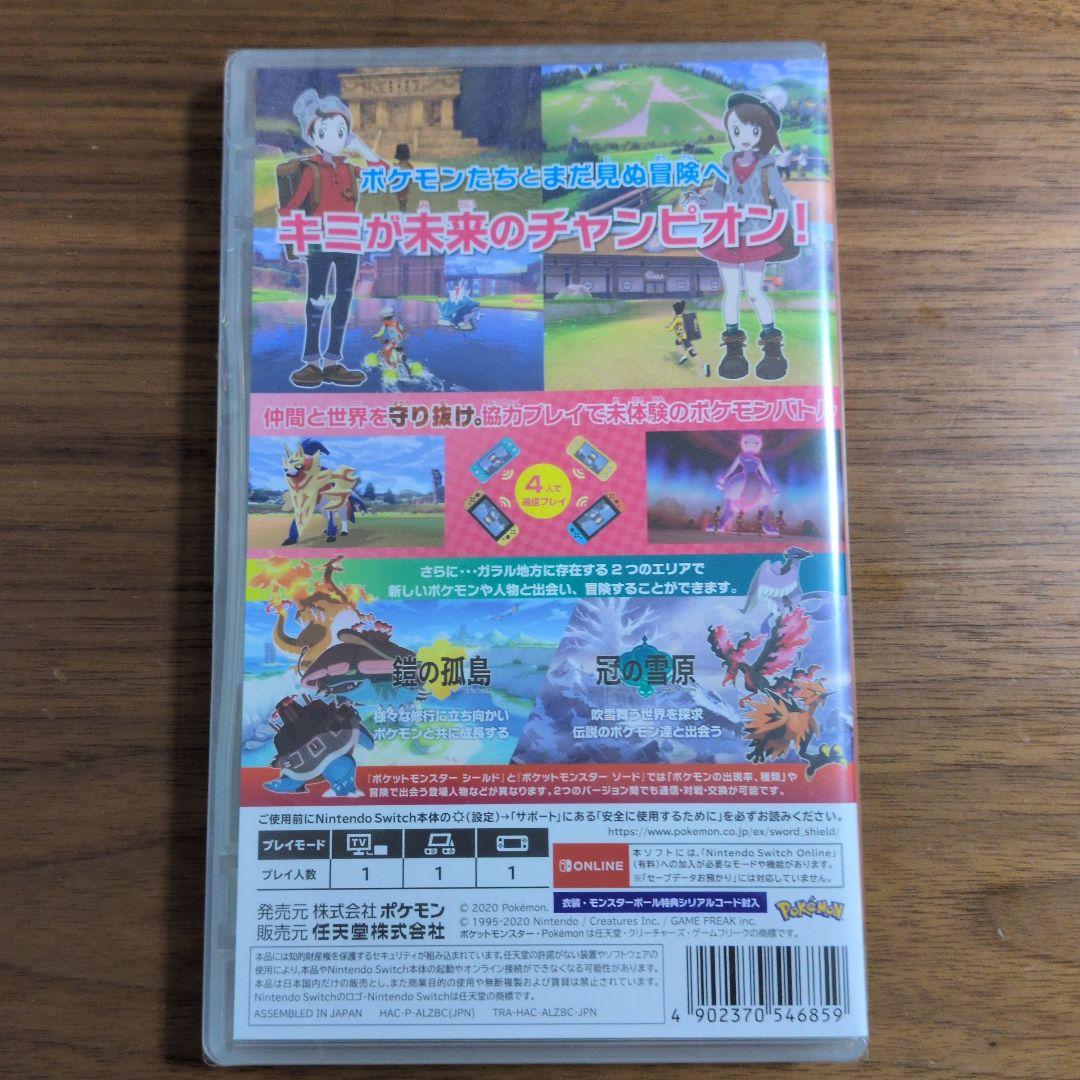 ポケモンたちとまだ見ぬ冒険へ
キミが未来のチャンピオン!
仲間と世界を守り抜け。協力プレイで未体験のポケモンバトル
4人で
通信プレイ
さらに･･･ガラル地方に存在する2つのエリアで
新しいポケモンや人物と出会い、冒険することができます。
鎧の孤島
冠の雪原
様々な修行に立ち向かい
ポケモンと共に成長する
吹雪舞う世界を探求
伝説のポケモン達と出会う
『ポケットモンスター シールド』と『ポケットモンスター ソード』では「ポケモンの出現率、種類」や
冒険で出会う登場人物などが異なります。2つのバージョン間でも通信・対戦・交換が可能です。
ご使用前にNintendo Switch本体の(設定)→「サポート」にある「安全に使用するために」を必ずお読みください。
https://www.pokemon.co.jp/ex/sword_shield/
プレイモード TV
プレイ人数 1 1 1
ONLINE
本ソフトには、「Nintendo Switch Online」
(有料)への加入が必要なモードや機能があります。
※「セーブデータお預かり」には対応していません。
発売元 株式会社 ポケモン
販売元 任天堂株式会社
© 2020 Pokémon.
衣装・モンスターボール特典シリアルコード封入
POKéMON
© 1995-2020 Nintendo / Creatures Inc. / GAME FREAK inc.
ポケットモンスター・Pokémonは任天堂・クリーチャーズ・ゲームフリークの商標です。
本品には知的財産権を保護するセキュリティが組み込まれています。任天堂の許諾がない装置やソフトウェアの
使用により、本品やNintendo Switch本体の起動やオンライン接続ができなくなる可能性があります。
本品は日本国内だけの販売とし、また商業目的の使用や無断複製および賃貸は禁止されています。
Nintendo Switchのロゴ・Nintendo Switchは任天堂の商標です。
ASSEMBLED IN JAPAN HAC-P-ALZBC(JPN) TRA-HAC-ALZBC-JPN
4 902370 546859